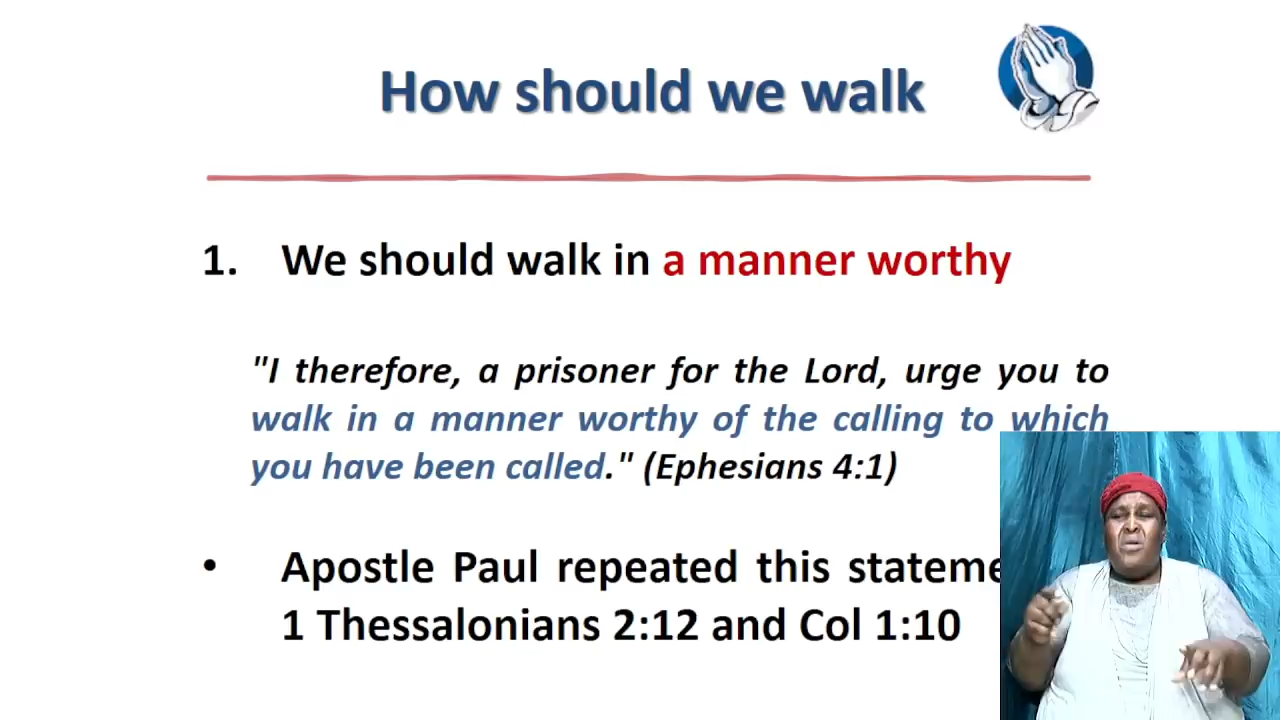 How should we walk
1. We should walk in a manner worthy
"I therefore, a prisoner for the Lord, urge you to
walk in a manner worthy of the calling to which
you have been called." (Ephesians 4:1)
• Apostle Paul repeated this
1 Thessalonians 2:12 and Col 1:10